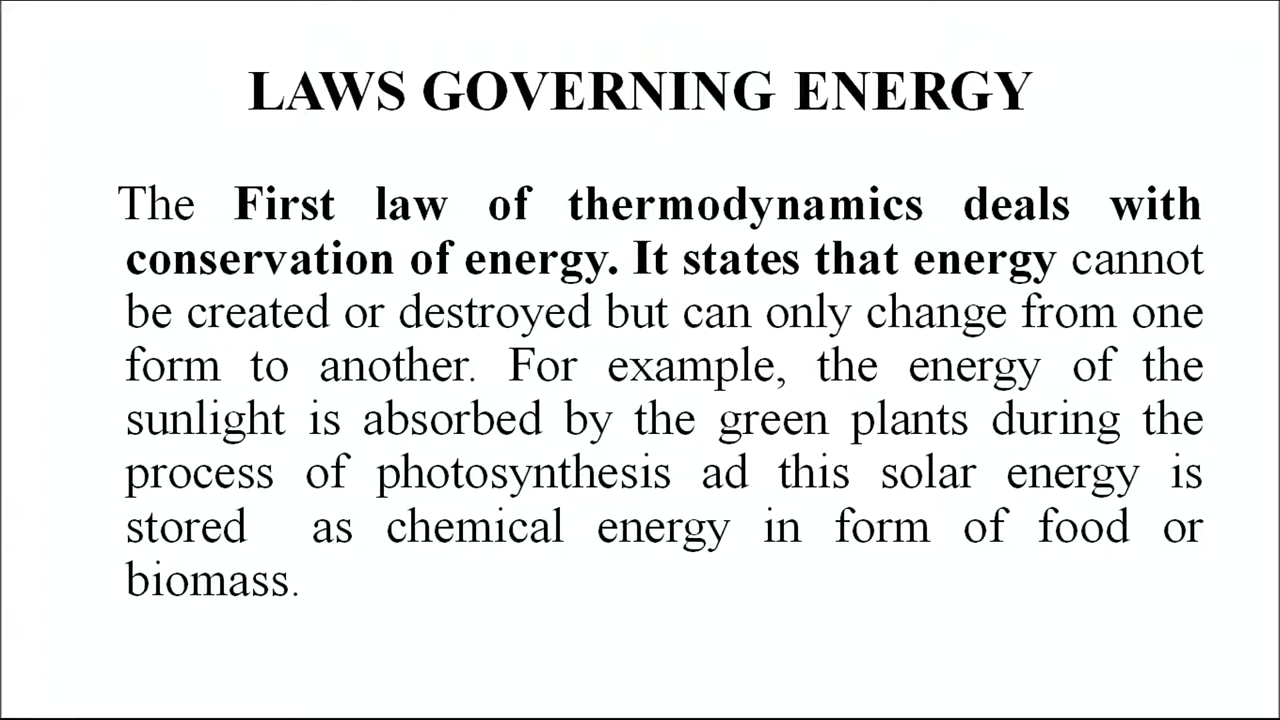 LAWS GOVERNING ENERGY
The First law of thermodynamics deals with
conservation of energy. It states that energy cannot
be created or destroyed but can only change from one
form to another. For example, the energy of the
sunlight is absorbed by the green plants during the
process of photosynthesis ad this solar energy is
stored as chemical energy in form of food or
biomass.